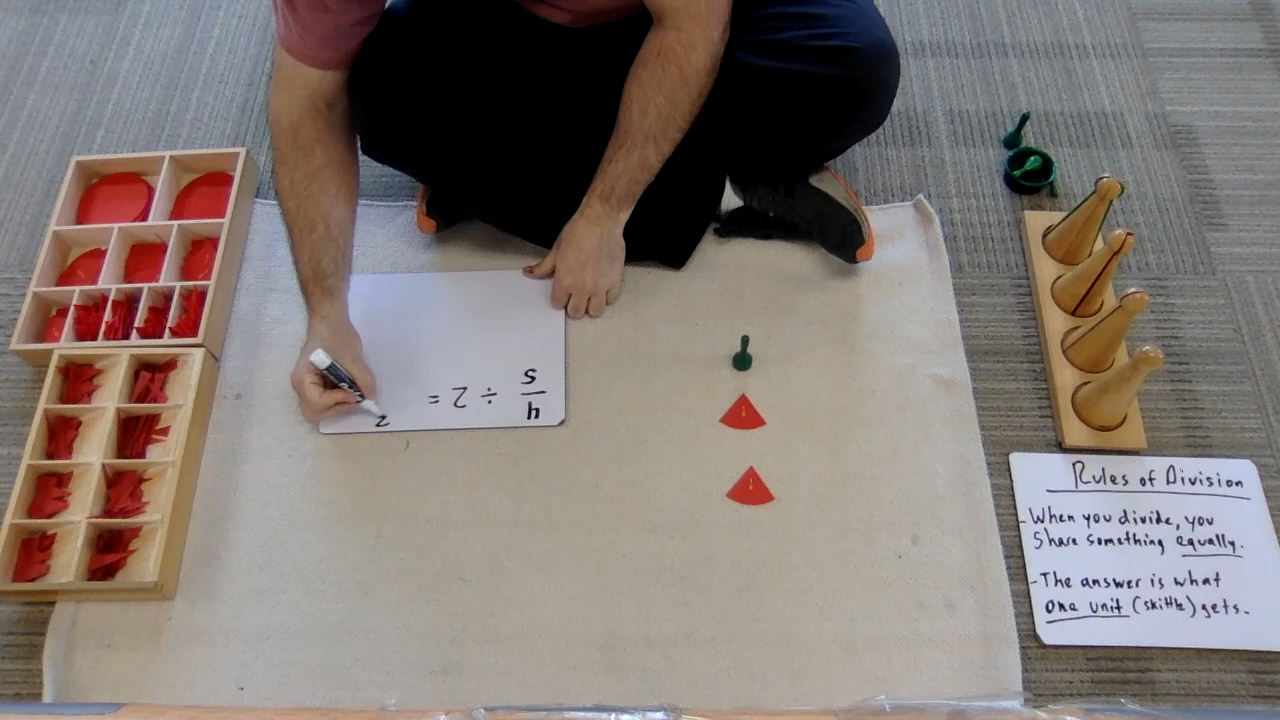 4/5 ÷ 2 = 2
Rules of Division
- When you divide, you
share something equally.
- The answer is what
one unit (skittle) gets.